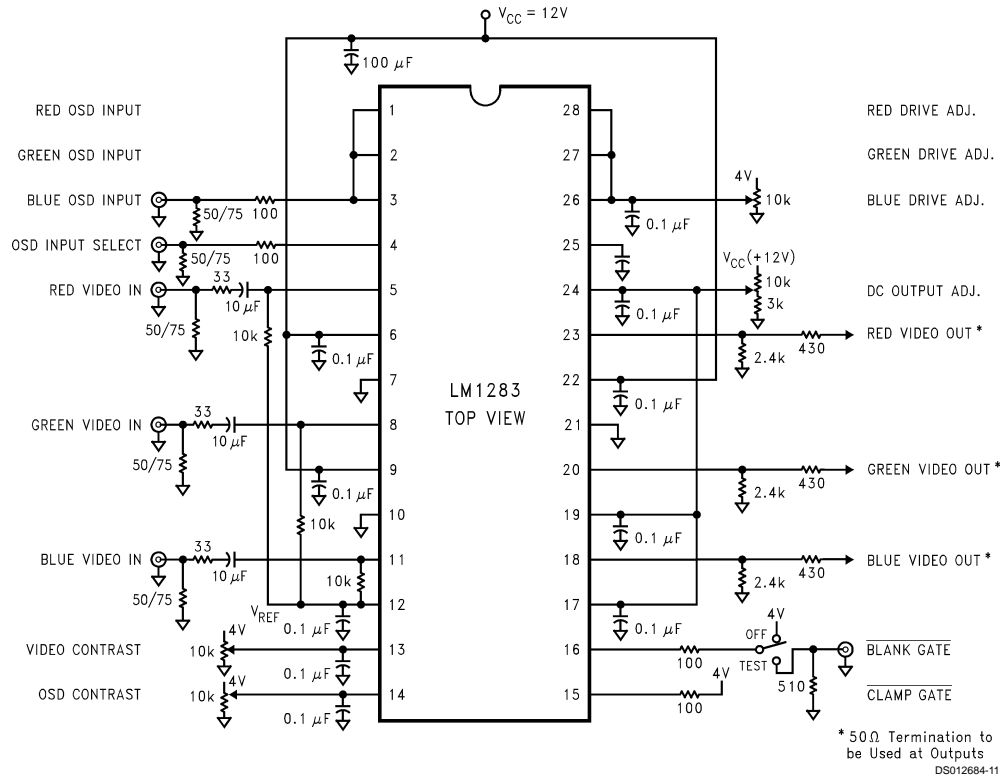 V_CC = 12V
100 μF
RED OSD INPUT
1
28
RED DRIVE ADJ.
GREEN OSD INPUT
2
27
GREEN DRIVE ADJ.
4V
BLUE OSD INPUT
50/75
100
3
26
0.1 μF
10k
BLUE DRIVE ADJ.
OSD INPUT SELECT
50/75
100
4
25
V_CC(+12V)
RED VIDEO IN
33
10 μF
5
24
0.1 μF
10k
3k
DC OUTPUT ADJ.
50/75
10k
0.1 μF
6
23
2.4k
430
RED VIDEO OUT*
7
22
0.1 μF
LM1283
TOP VIEW
GREEN VIDEO IN
33
10 μF
8
21
50/75
0.1 μF
9
20
2.4k
430
GREEN VIDEO OUT*
10k
10
19
0.1 μF
BLUE VIDEO IN
33
10 μF
11
18
2.4k
430
BLUE VIDEO OUT*
50/75
10k
V_REF
0.1 μF
12
17
0.1 μF
VIDEO CONTRAST
10k
4V
0.1 μF
13
16
100
OFF
4V
TEST
510
BLANK GATE
OSD CONTRAST
10k
4V
0.1 μF
14
15
100
4V
CLAMP GATE
* 50Ω Termination to
be Used at Outputs
DS012684-11